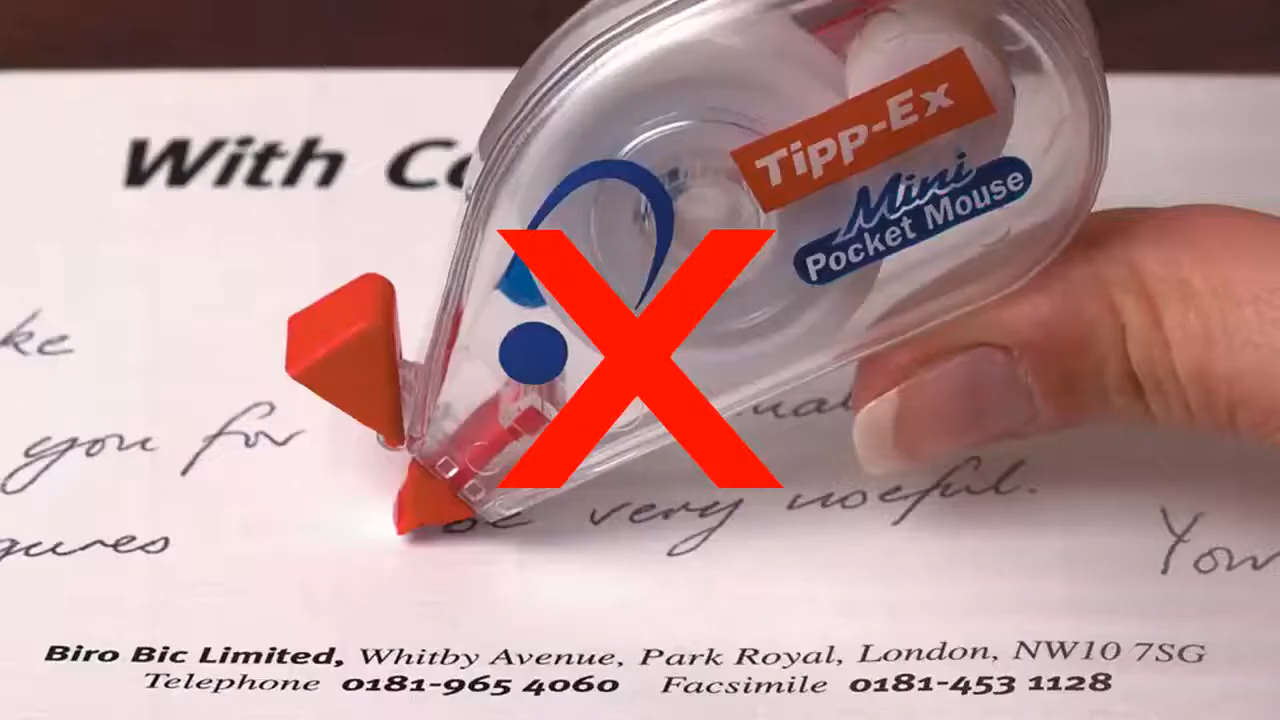 With Co
Tipp-Ex
Mini
Pocket Mouse
ke
you for
be very useful.
gures
You
Biro Bic Limited, Whitby Avenue, Park Royal, London, NW10 7SG
Telephone 0181-965 4060 Facsimile 0181-453 1128